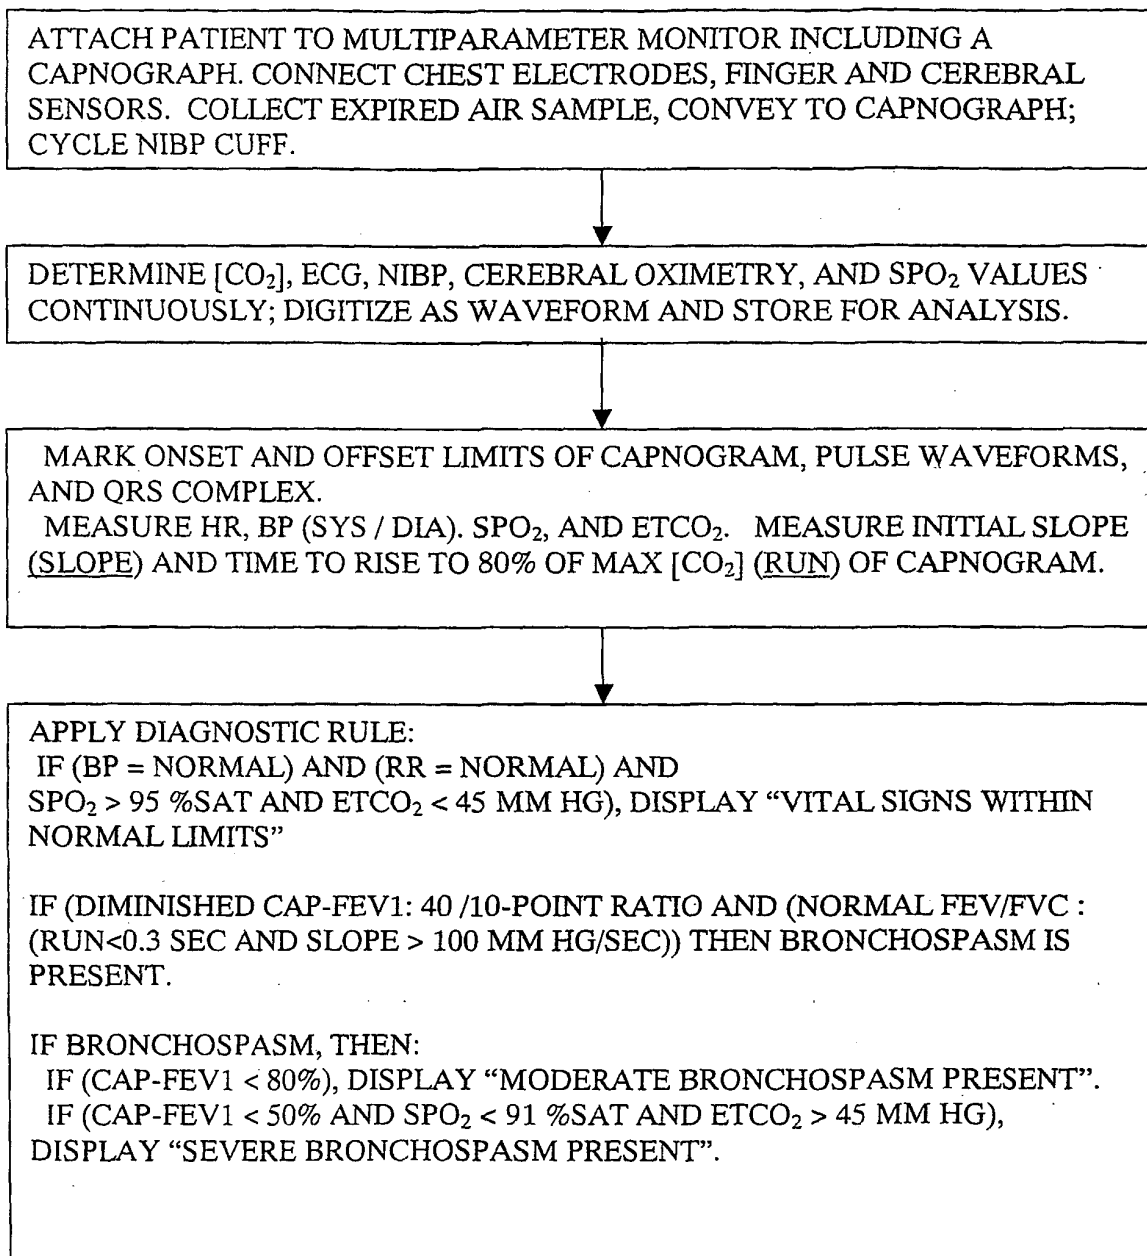 ATTACH PATIENT TO MULTIPARAMETER MONITOR INCLUDING A
CAPNOGRAPH. CONNECT CHEST ELECTRODES, FINGER AND CEREBRAL
SENSORS. COLLECT EXPIRED AIR SAMPLE, CONVEY TO CAPNOGRAPH;
CYCLE NIBP CUFF.
DETERMINE [CO₂], ECG, NIBP, CEREBRAL OXIMETRY, AND SPO₂ VALUES
CONTINUOUSLY; DIGITIZE AS WAVEFORM AND STORE FOR ANALYSIS.
MARK ONSET AND OFFSET LIMITS OF CAPNOGRAM, PULSE WAVEFORMS,
AND QRS COMPLEX.
MEASURE HR, BP (SYS / DIA). SPO₂, AND ETCO₂. MEASURE INITIAL SLOPE
(SLOPE) AND TIME TO RISE TO 80% OF MAX [CO₂] (RUN) OF CAPNOGRAM.
APPLY DIAGNOSTIC RULE:
IF (BP = NORMAL) AND (RR = NORMAL) AND
SPO₂ > 95 %SAT AND ETCO₂ < 45 MM HG), DISPLAY “VITAL SIGNS WITHIN
NORMAL LIMITS”
IF (DIMINISHED CAP-FEV1: 40 /10-POINT RATIO AND (NORMAL FEV/FVC :
(RUN<0.3 SEC AND SLOPE > 100 MM HG/SEC)) THEN BRONCHOSPASM IS
PRESENT.
IF BRONCHOSPASM, THEN:
IF (CAP-FEV1 < 80%), DISPLAY “MODERATE BRONCHOSPASM PRESENT”.
IF (CAP-FEV1 < 50% AND SPO₂ < 91 %SAT AND ETCO₂ > 45 MM HG),
DISPLAY “SEVERE BRONCHOSPASM PRESENT”.